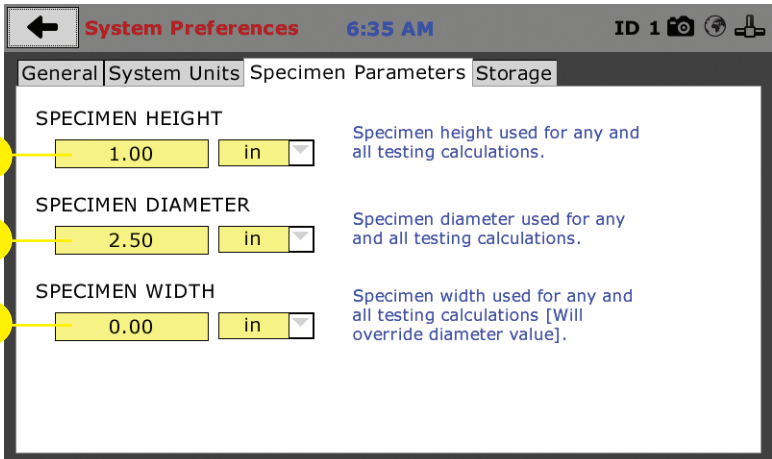 System Preferences 6:35 AM ID 1
General System Units Specimen Parameters Storage
SPECIMEN HEIGHT
1.00 in
Specimen height used for any and
all testing calculations.
SPECIMEN DIAMETER
2.50 in
Specimen diameter used for any
and all testing calculations.
SPECIMEN WIDTH
0.00 in
Specimen width used for any and
all testing calculations [Will
override diameter value].